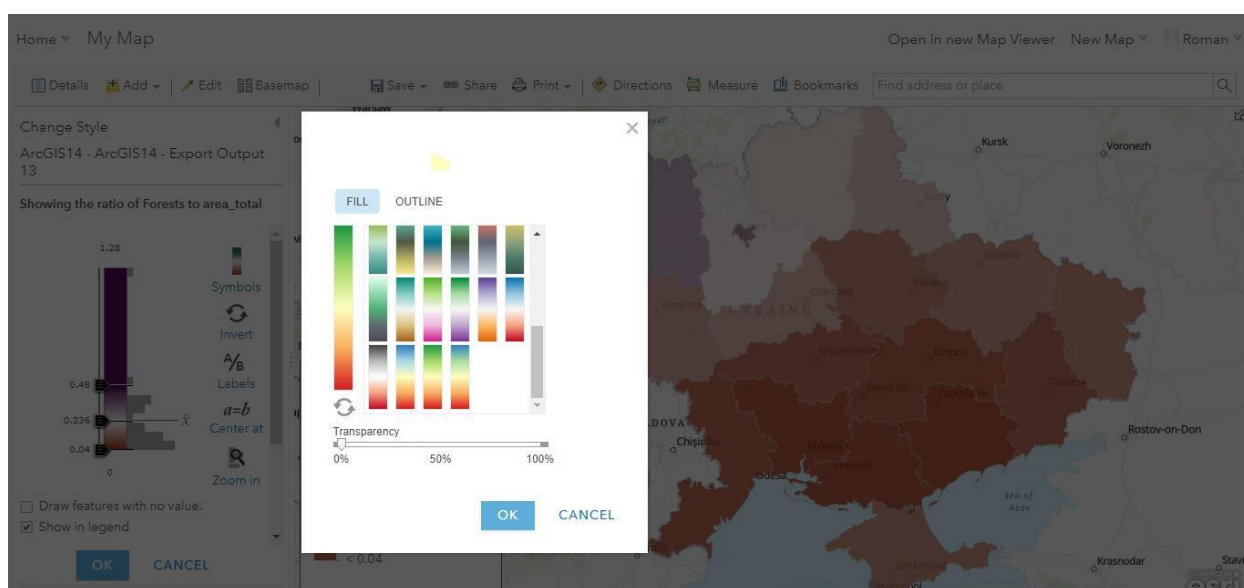 Home My Map Open in new Map Viewer New Map Roman
Details Add Edit Basemap Save Share Print Directions Measure Bookmarks Find address or place
Change Style
ArcGIS14 - ArcGIS14 - Export Output
13
Showing the ratio of Forests to area_total
1.28
Symbols
Invert
A/B
Labels
0.48
a=b
0.236
x̄
Center at
0.04
0
Zoom in
Draw features with no value.
Show in legend
OK CANCEL
FILL OUTLINE
Transparency
0% 50% 100%
OK CANCEL
< 0.04
Warsaw
Kursk
Voronezh
Sumy
Kharkiv
Poltava
Cherkasy
Vinnytsia
UKRAINE
Kropyvnytskyi
Dnipro
Donetsk
Kryvyi Rih
Zaporizhzhia
Chișinău
Mykolaiv
Rostov-on-Don
Kherson
Odesa
Sea of
Azov
Krasnodar
Simferopol
Sevastopol
esri